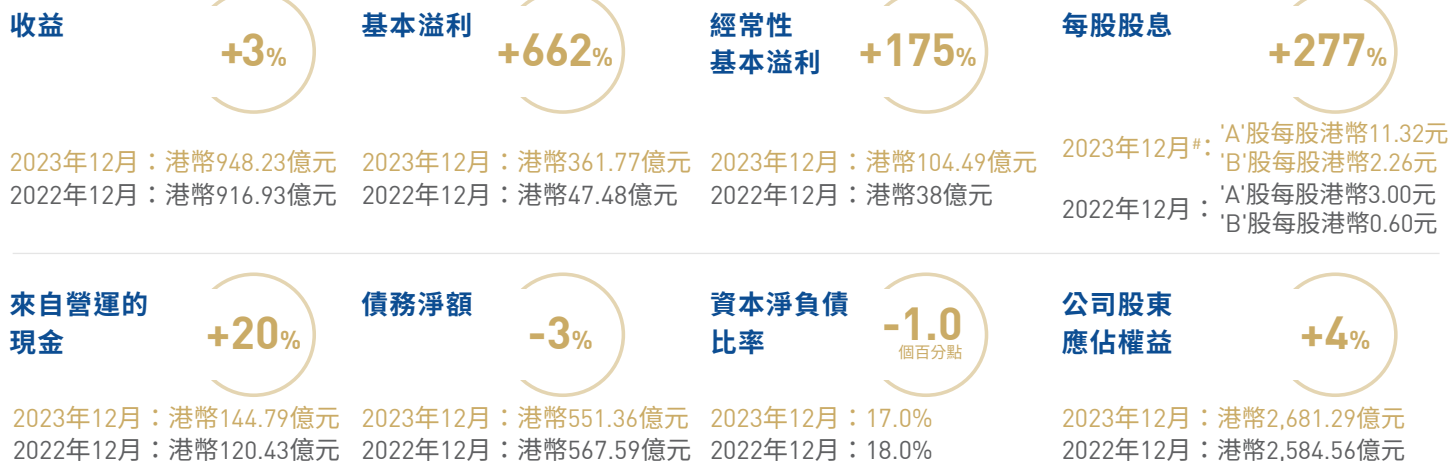 收益
+3%
2023年12月：港幣948.23億元
2022年12月：港幣916.93億元
基本溢利
+662%
2023年12月：港幣361.77億元
2022年12月：港幣47.48億元
經常性
基本溢利
+175%
2023年12月：港幣104.49億元
2022年12月：港幣38億元
每股股息
+277%
2023年12月#：
'A'股每股港幣11.32元
'B'股每股港幣2.26元
2022年12月：
'A'股每股港幣3.00元
'B'股每股港幣0.60元
來自營運的
現金
+20%
2023年12月：港幣144.79億元
2022年12月：港幣120.43億元
債務淨額
-3%
2023年12月：港幣551.36億元
2022年12月：港幣567.59億元
資本淨負債
比率
-1.0
個百分點
2023年12月：17.0%
2022年12月：18.0%
公司股東
應佔權益
+4%
2023年12月：港幣2,681.29億元
2022年12月：港幣2,584.56億元